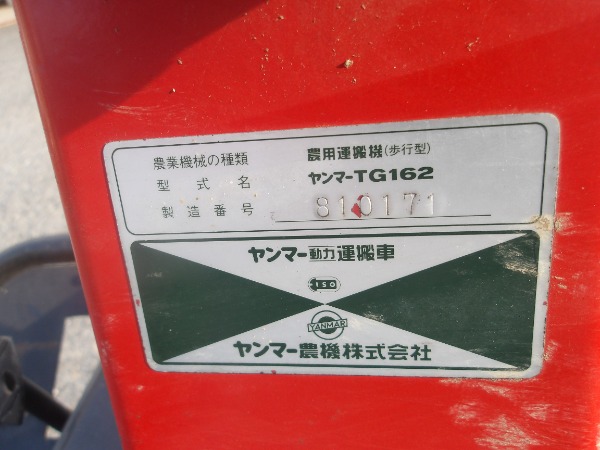 農業機械の種類 農用運搬機(歩行型)
型式名 ヤンマーTG162
製造番号 810171
ヤンマー動力運搬車
YANMAR
ヤンマー農機株式会社